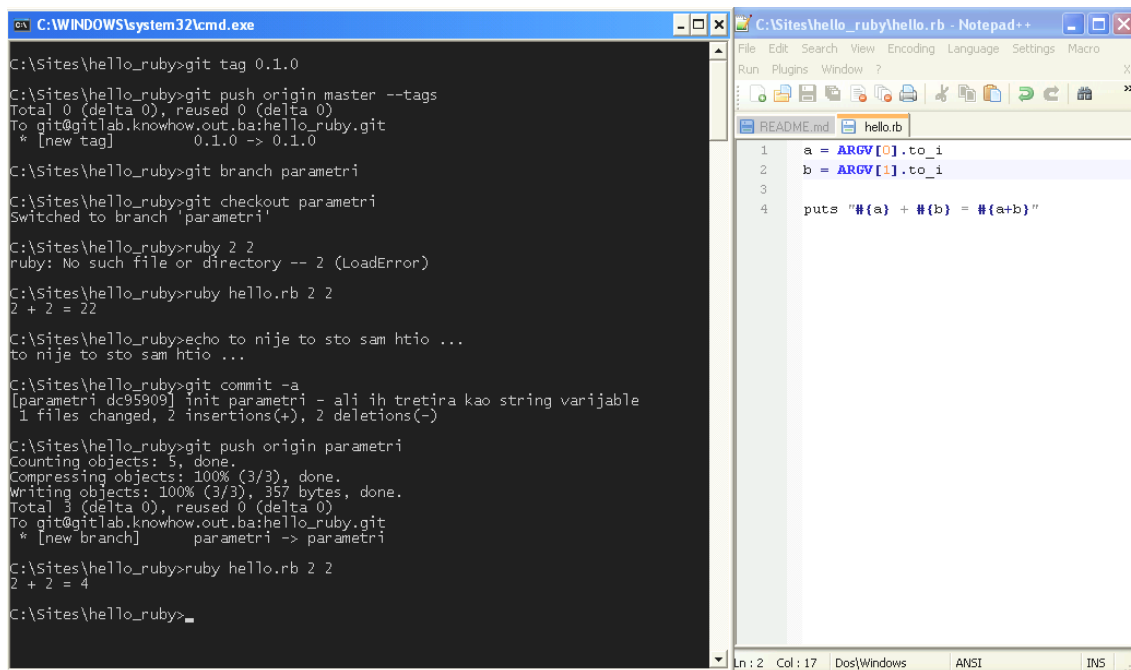 C:\WINDOWS\system32\cmd.exe
C:\Sites\hello_ruby>git tag 0.1.0
C:\Sites\hello_ruby>git push origin master --tags
Total 0 (delta 0), reused 0 (delta 0)
To git@gitlab.knowhow.out.ba:hello_ruby.git
 * [new tag]         0.1.0 -> 0.1.0
C:\Sites\hello_ruby>git branch parametri
C:\Sites\hello_ruby>git checkout parametri
Switched to branch 'parametri'
C:\Sites\hello_ruby>ruby 2 2
ruby: No such file or directory -- 2 (LoadError)
C:\Sites\hello_ruby>ruby hello.rb 2 2
2 + 2 = 22
C:\Sites\hello_ruby>echo to nije to sto sam htio ...
to nije to sto sam htio ...
C:\Sites\hello_ruby>git commit -a
[parametri dc95909] init parametri - ali ih tretira kao string varijable
 1 files changed, 2 insertions(+), 2 deletions(-)
C:\Sites\hello_ruby>git push origin parametri
Counting objects: 5, done.
Compressing objects: 100% (3/3), done.
Writing objects: 100% (3/3), 357 bytes, done.
Total 3 (delta 0), reused 0 (delta 0)
To git@gitlab.knowhow.out.ba:hello_ruby.git
 * [new branch]      parametri -> parametri
C:\Sites\hello_ruby>ruby hello.rb 2 2
2 + 2 = 4
C:\Sites\hello_ruby>_
C:\Sites\hello_ruby\hello.rb - Notepad++
File Edit Search View Encoding Language Settings Macro
Run Plugins Window ? X
README.md hello.rb
1 a = ARGV[0].to_i
2 b = ARGV[1].to_i
3
4 puts "#{a} + #{b} = #{a+b}"
Ln : 2 Col : 17 Dos\Windows ANSI INS